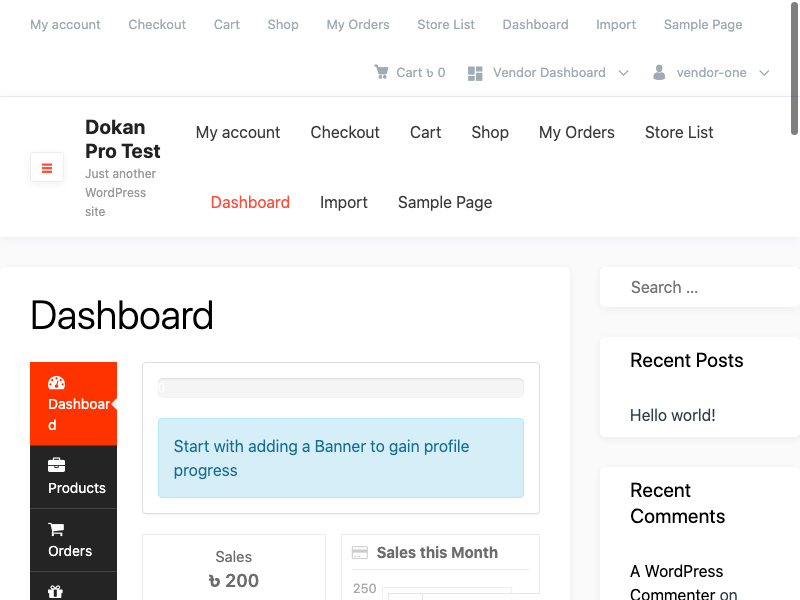 My account Checkout Cart Shop My Orders Store List Dashboard Import Sample Page
Cart ৳ 0 Vendor Dashboard vendor-one
Dokan
Pro Test
Just another
WordPress
site
My account Checkout Cart Shop My Orders Store List
Dashboard Import Sample Page
Dashboard
Dashboar
d
Products
Orders
0
Start with adding a Banner to gain profile
progress
Sales
৳ 200
Sales this Month
250
Search ...
Recent Posts
Hello world!
Recent
Comments
A WordPress
Commenter on